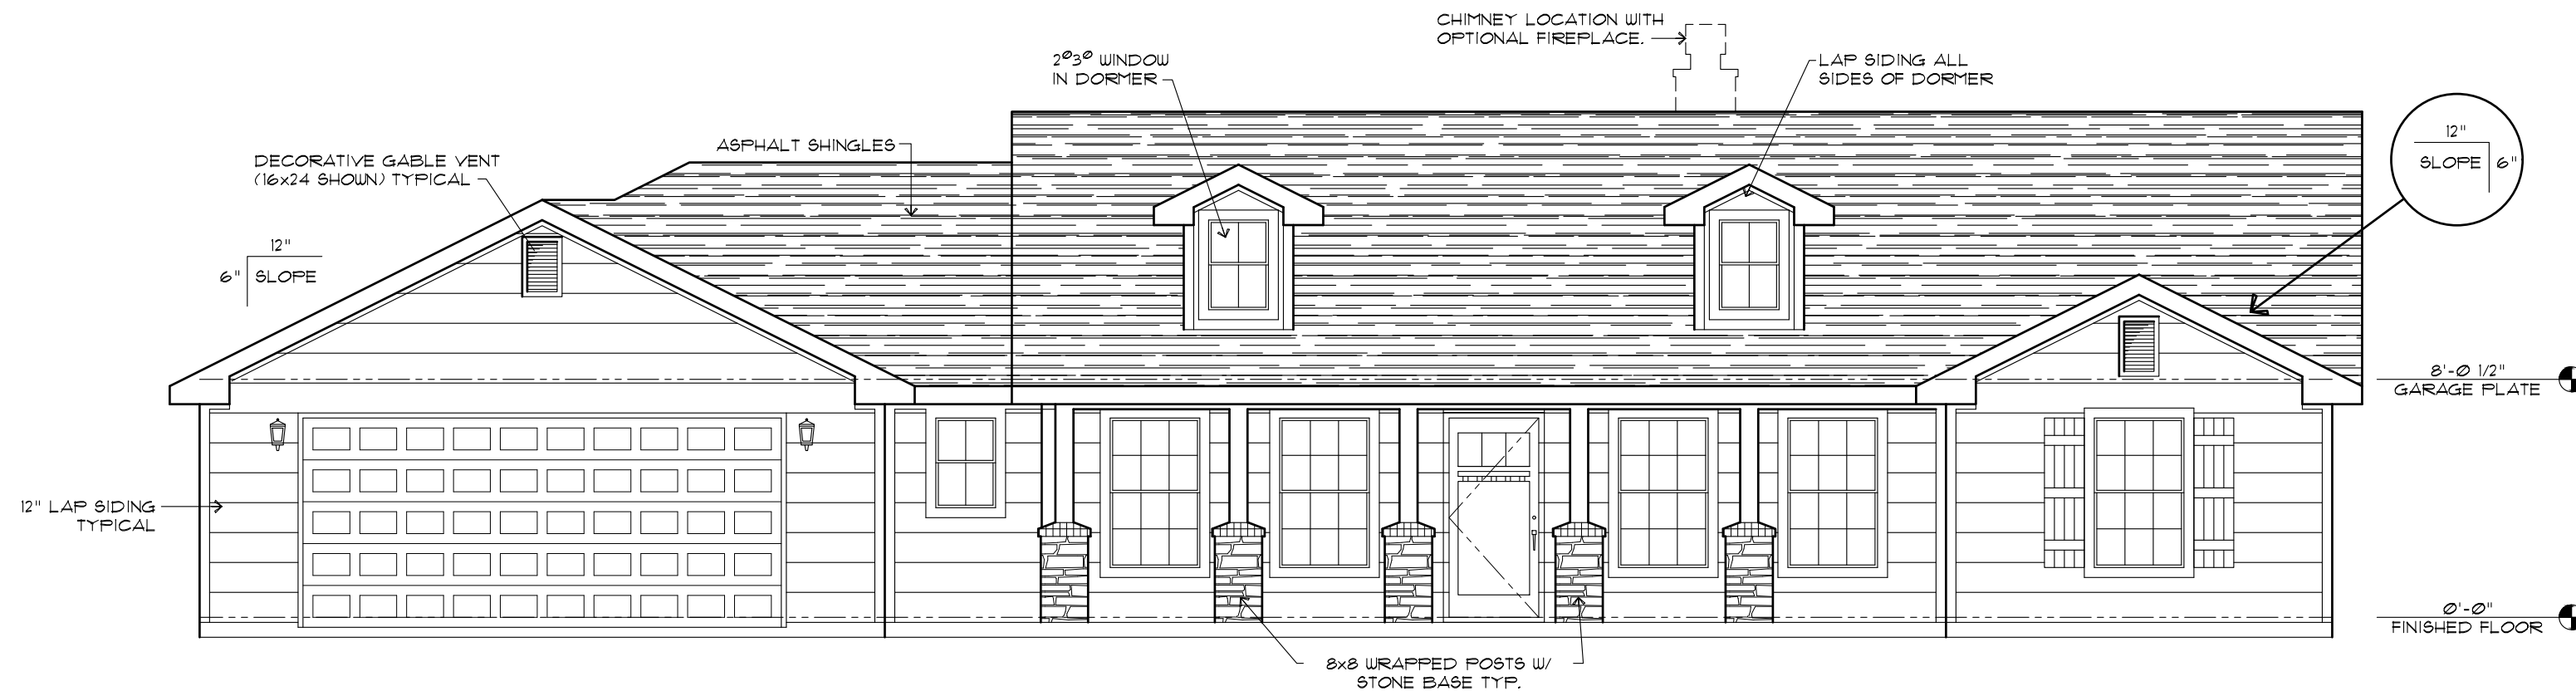 CHIMNEY LOCATION WITH
OPTIONAL FIREPLACE.
2⁰3⁰ WINDOW
IN DORMER
LAP SIDING ALL
SIDES OF DORMER
ASPHALT SHINGLES
DECORATIVE GABLE VENT
(16x24 SHOWN) TYPICAL
12"
SLOPE 6"
12"
6" SLOPE
8'-0 1/2"
GARAGE PLATE
12" LAP SIDING
TYPICAL
0'-0"
FINISHED FLOOR
8x8 WRAPPED POSTS W/
STONE BASE TYP.